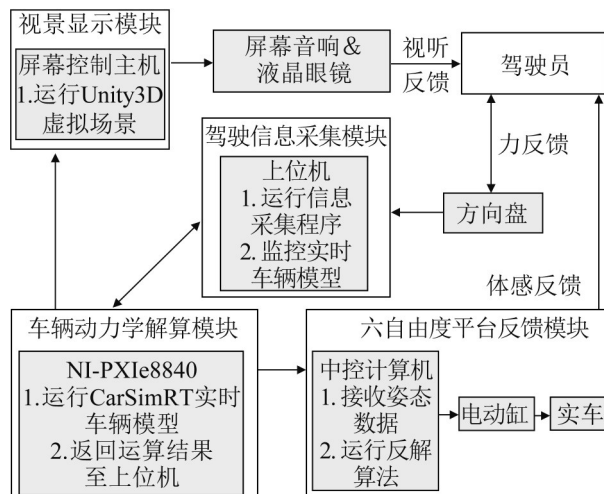 视景显示模块
屏幕控制主机
1.运行Unity3D
虚拟场景
屏幕音响&
液晶眼镜
视听
反馈
驾驶员
驾驶信息采集模块
上位机
1. 运行信息
采集程序
2. 监控实时
车辆模型
力反馈
方向盘
体感反馈
车辆动力学解算模块
NI-PXIe8840
1.运行CarSimRT实时
车辆模型
2.返回运算结果
至上位机
六自由度平台反馈模块
中控计算机
1. 接收姿态
数据
2. 运行反解
算法
电动缸
实车